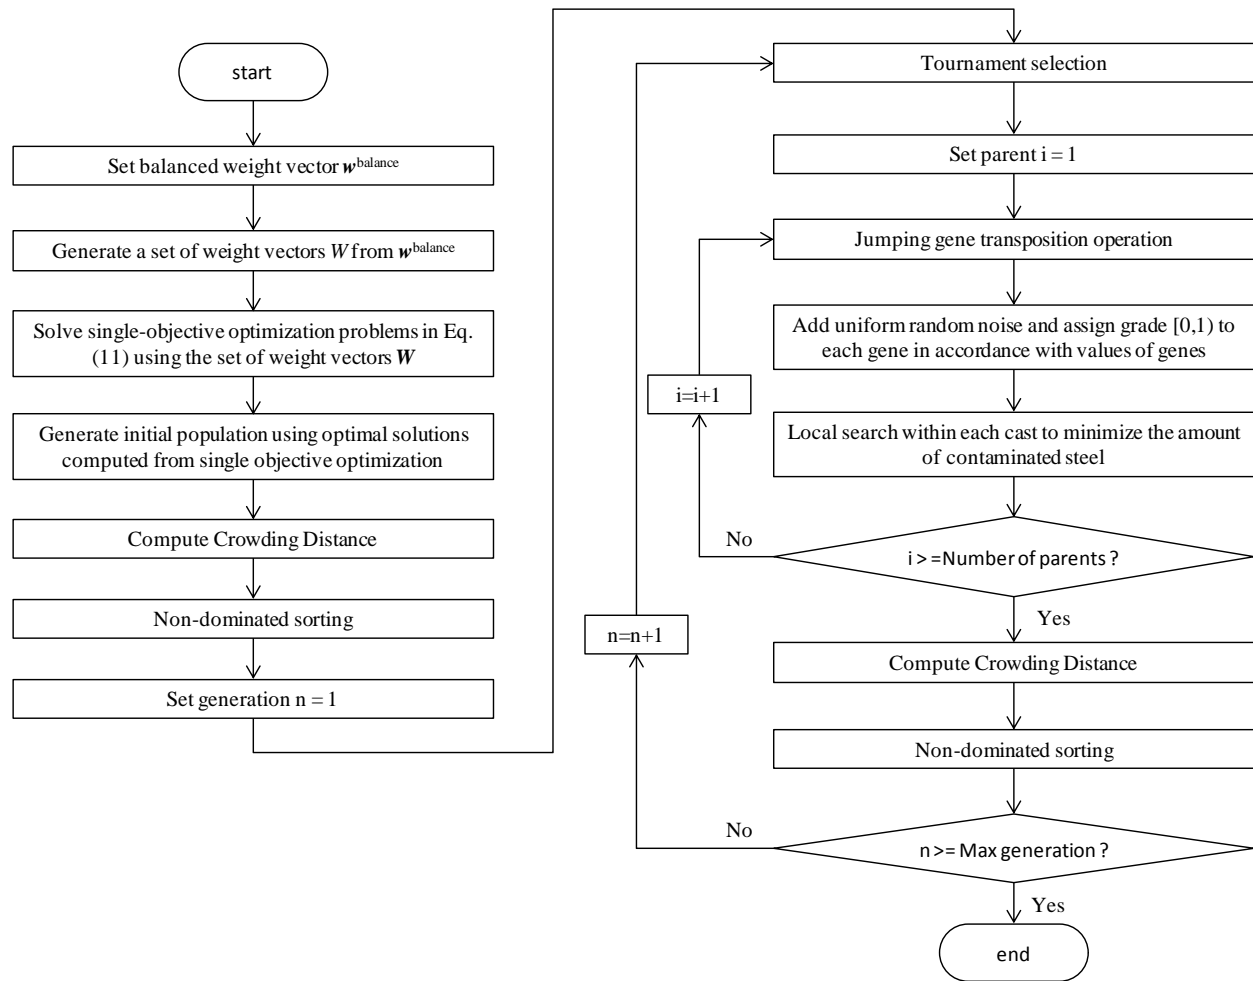 start
Set balanced weight vector w^balance
Generate a set of weight vectors W from w^balance
Solve single-objective optimization problems in Eq.
(11) using the set of weight vectors W
Generate initial population using optimal solutions
computed from single objective optimization
Compute Crowding Distance
Non-dominated sorting
Set generation n = 1
Tournament selection
Set parent i = 1
Jumping gene transposition operation
Add uniform random noise and assign grade [0,1) to
each gene in accordance with values of genes
i=i+1
Local search within each cast to minimize the amount
of contaminated steel
No
i >=Number of parents ?
Yes
n=n+1
Compute Crowding Distance
Non-dominated sorting
No
n >= Max generation ?
Yes
end